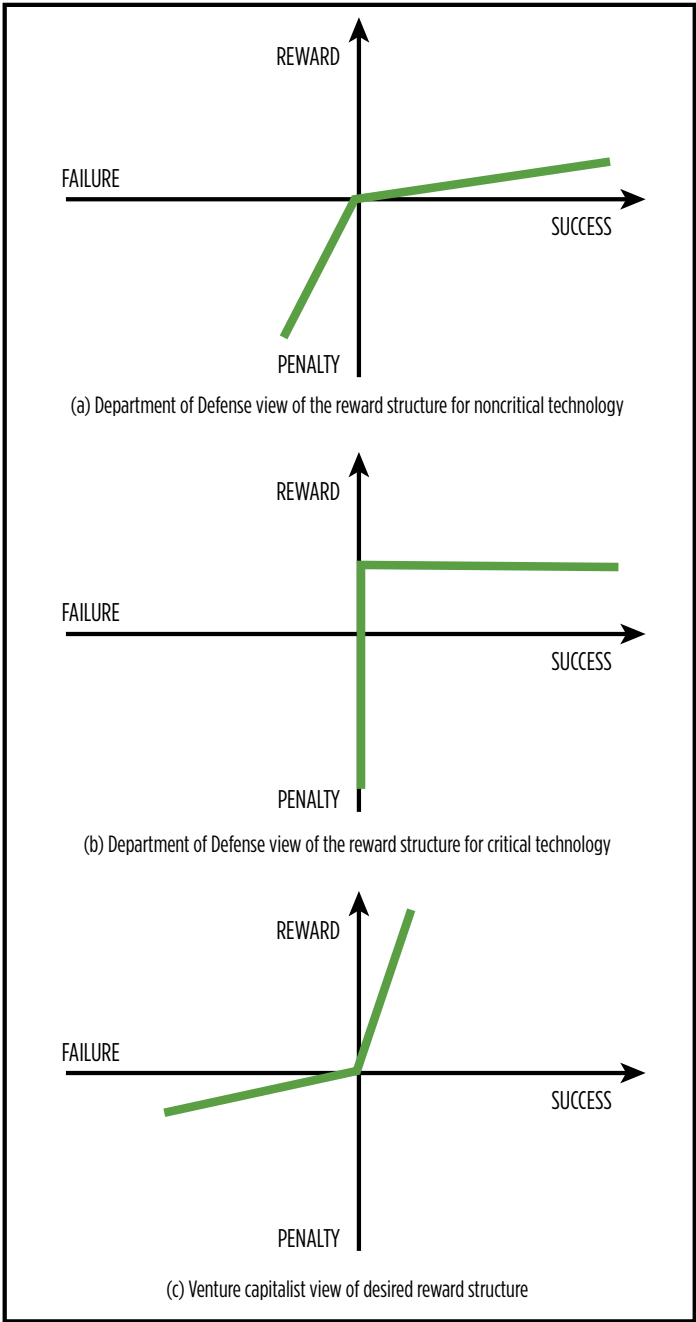 REWARD
FAILURE
SUCCESS
PENALTY
(a) Department of Defense view of the reward structure for noncritical technology
REWARD
FAILURE
SUCCESS
PENALTY
(b) Department of Defense view of the reward structure for critical technology
REWARD
FAILURE
SUCCESS
PENALTY
(c) Venture capitalist view of desired reward structure